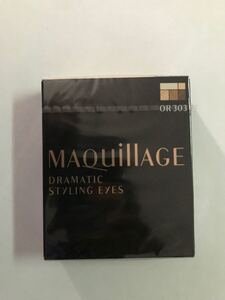 OR303
MAQuillAGE
DRAMATIC
STYLING EYES